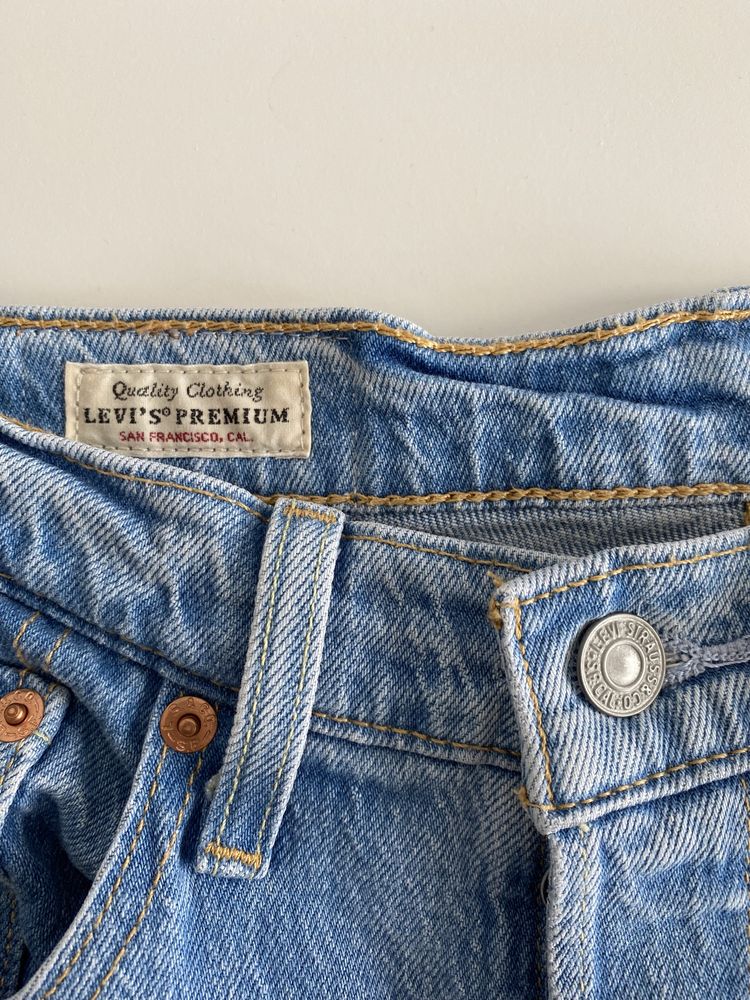 Quality Clothing
LEVI'S® PREMIUM
SAN FRANCISCO, CAL.
LEVI STRAUSS & CO